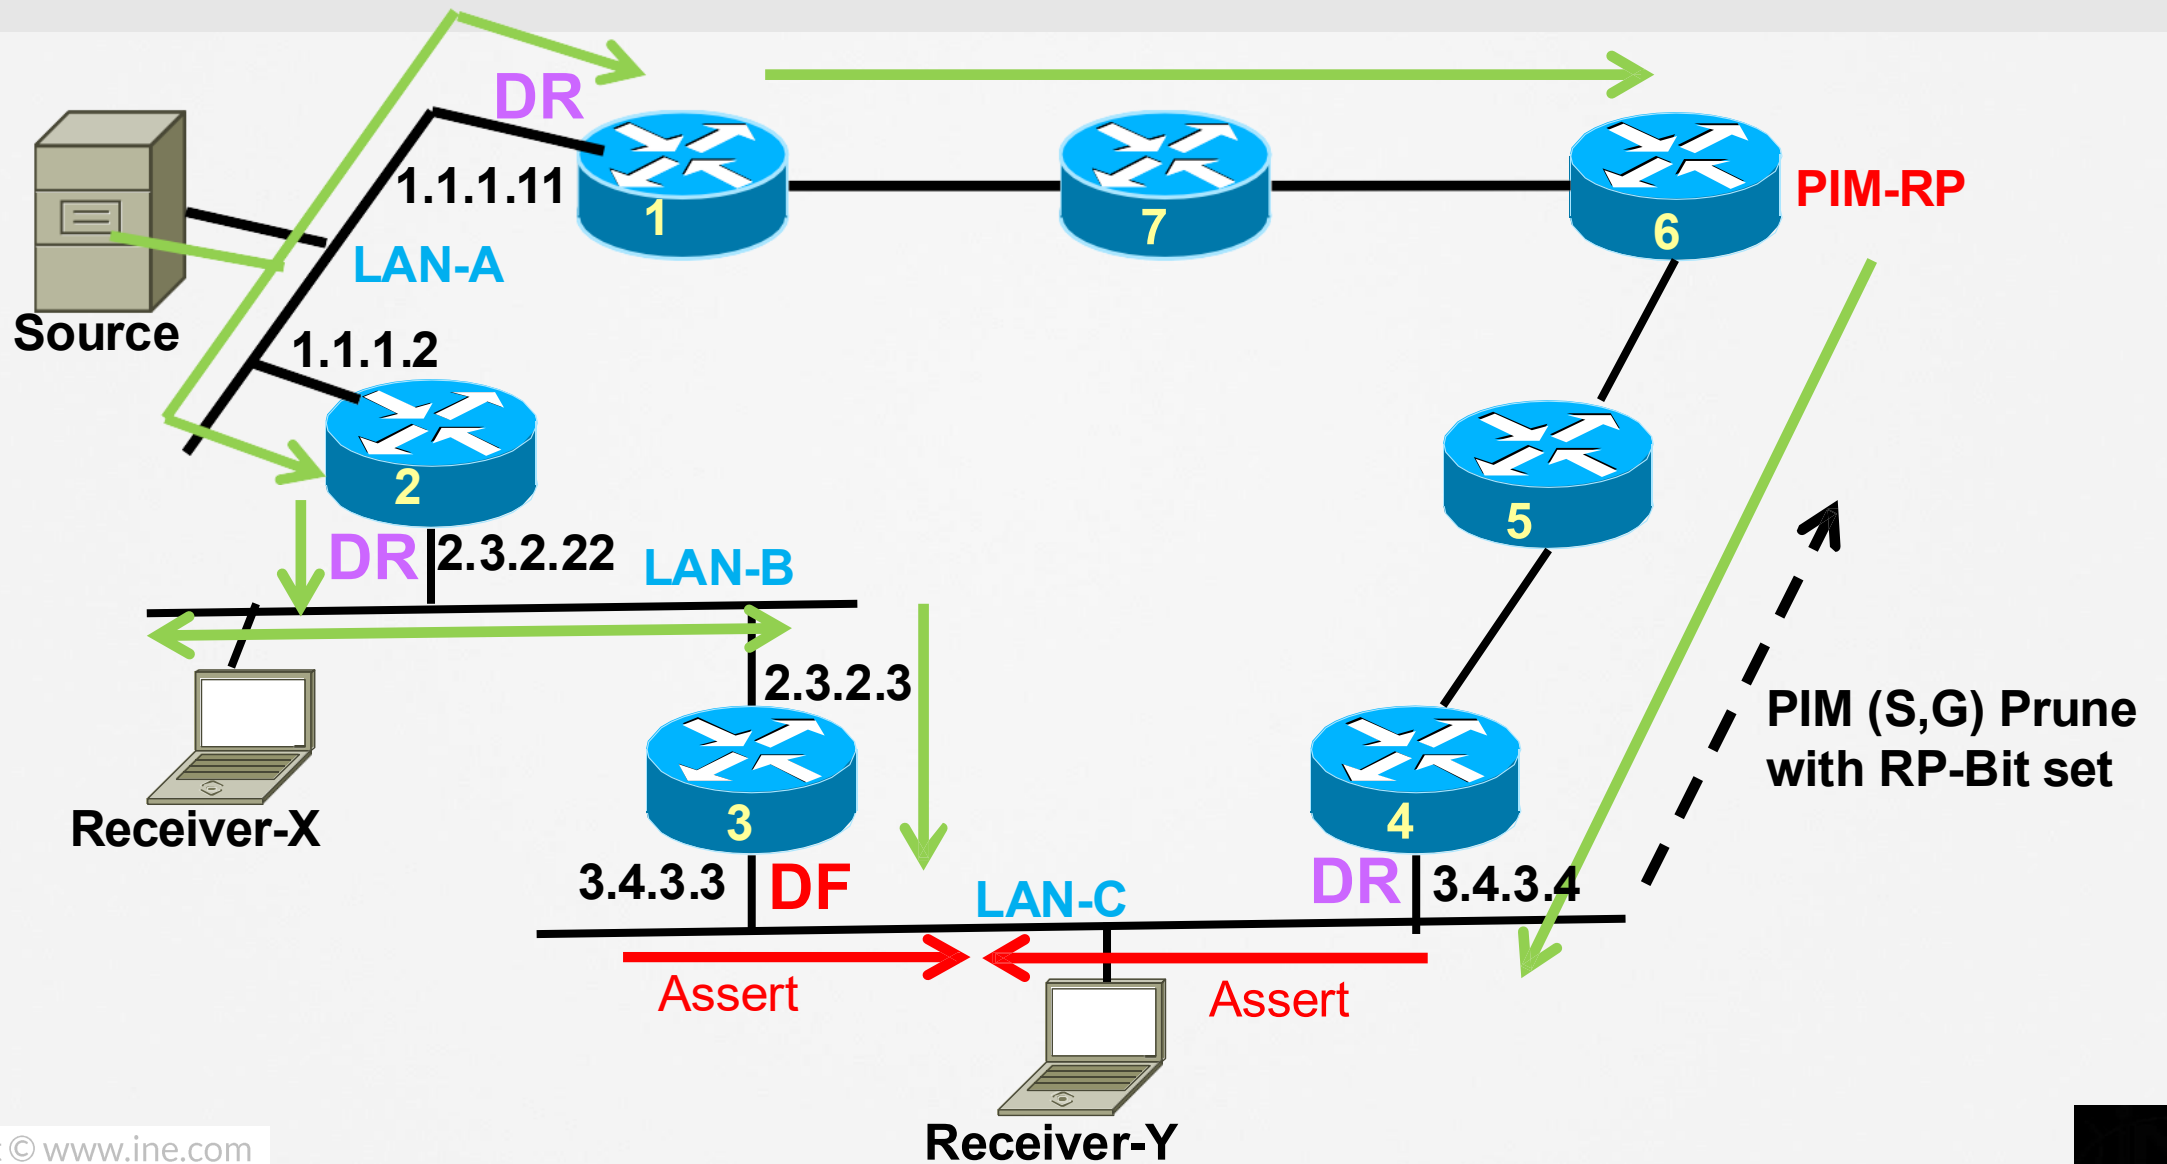 DR
1.1.1.11
1
7
6
PIM-RP
LAN-A
Source
1.1.1.2
2
DR
2.3.2.22
LAN-B
5
2.3.2.3
Receiver-X
3
4
PIM (S,G) Prune
with RP-Bit set
3.4.3.3
DF
LAN-C
DR
3.4.3.4
Assert
Assert
Receiver-Y
© www.ine.com